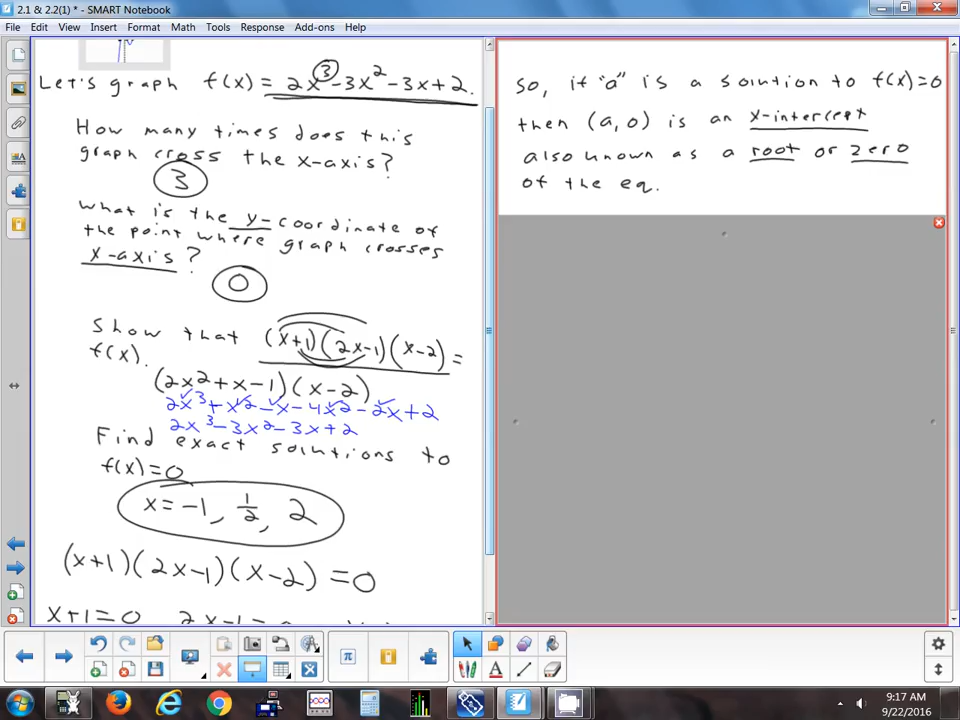 2.1 & 2.2(1) * - SMART Notebook
File Edit View Insert Format Math Tools Response Add-ons Help
Let's graph f(x) = 2x³-3x²-3x+2.
How many times does this
graph cross the x-axis?
3
What is the y-coordinate of
the point where graph crosses
x-axis?
0
Show that (x+1)(2x-1)(x-2) =
f(x).
(2x²+x-1)(x-2)
2x³+x²-x-4x²-2x+2
2x³-3x²-3x+2
Find exact solutions to
f(x)=0
x=-1, 1/2, 2
(x+1)(2x-1)(x-2)=0
x+1=0
so, if "a" is a solution to f(x)=0
then (a,0) is an x-intercept
also known as a root or zero
of the eq.
9:17 AM
9/22/2016